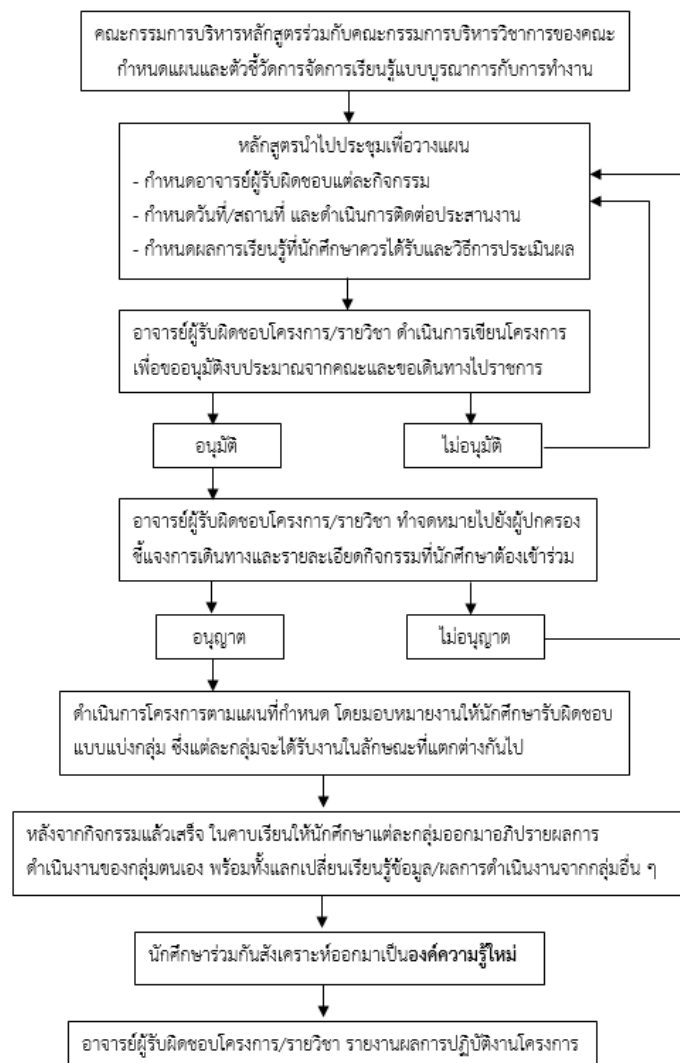 คณะกรรมการบริหารหลักสูตรร่วมกับคณะกรรมการบริหารวิชาการของคณะ
กำหนดแผนและตัวชี้วัดการจัดการเรียนรู้แบบบูรณาการกับการทำงาน
หลักสูตรนำไปประชุมเพื่อวางแผน
- กำหนดอาจารย์ผู้รับผิดชอบแต่ละกิจกรรม
- กำหนดวันที่/สถานที่ และดำเนินการติดต่อประสานงาน
- กำหนดผลการเรียนรู้ที่นักศึกษาควรได้รับและวิธีการประเมินผล
อาจารย์ผู้รับผิดชอบโครงการ/รายวิชา ดำเนินการเขียนโครงการ
เพื่อขออนุมัติงบประมาณจากคณะและขอเดินทางไปราชการ
อนุมัติ
ไม่อนุมัติ
อาจารย์ผู้รับผิดชอบโครงการ/รายวิชา ทำจดหมายไปยังผู้ปกครอง
ชี้แจงการเดินทางและรายละเอียดกิจกรรมที่นักศึกษาต้องเข้าร่วม
อนุญาต
ไม่อนุญาต
ดำเนินการโครงการตามแผนที่กำหนด โดยมอบหมายงานให้นักศึกษารับผิดชอบ
แบบแบ่งกลุ่ม ซึ่งแต่ละกลุ่มจะได้รับงานในลักษณะที่แตกต่างกันไป
หลังจากกิจกรรมแล้วเสร็จ ในคาบเรียนให้นักศึกษาแต่ละกลุ่มออกมาอภิปรายผลการ
ดำเนินงานของกลุ่มตนเอง พร้อมทั้งแลกเปลี่ยนเรียนรู้ข้อมูล/ผลการดำเนินงานจากกลุ่มอื่น ๆ
นักศึกษาร่วมกันสังเคราะห์ออกมาเป็นองค์ความรู้ใหม่
อาจารย์ผู้รับผิดชอบโครงการ/รายวิชา รายงานผลการปฏิบัติงานโครงการ